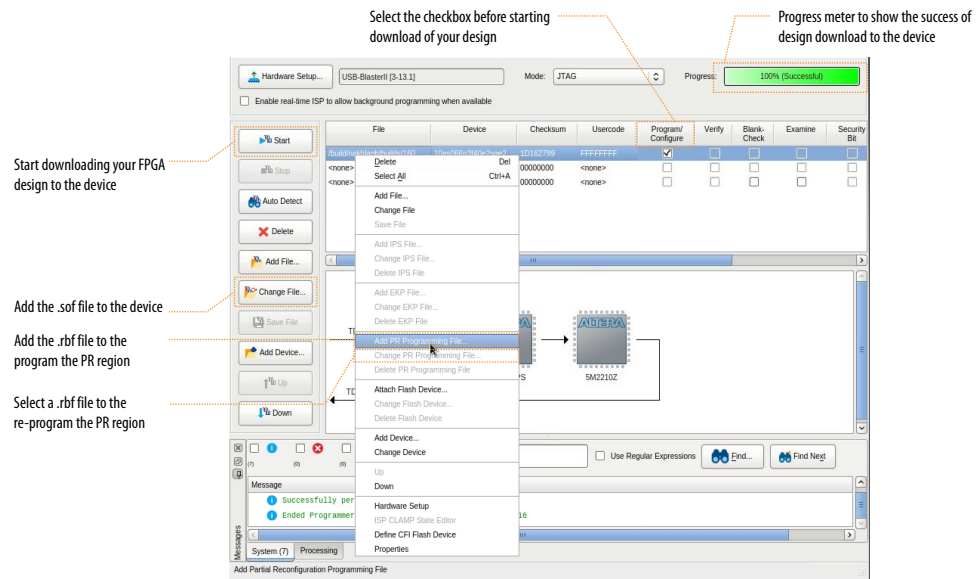 Select the checkbox before starting
download of your design
Progress meter to show the success of
design download to the device
Hardware Setup...
USB-BlasterII [3-13.1]
Mode:
JTAG
Progress:
100% (Successful)
Enable real-time ISP to allow background programming when available
Start downloading your FPGA
design to the device
Add the .sof file to the device
Add the .rbf file to the
program the PR region
Select a .rbf file to the
re-program the PR region
Start
Stop
Auto Detect
Delete
Add File...
Change File...
Save File
Add Device...
Up
Down
File Device Checksum Usercode Program/ Verify Blank- Examine Security
Configure Check Bit
1D162799 FFFFFFFF
<none> 00000000 <none>
<none> 00000000 <none>
Delete Del
Select All Ctrl+A
Add File...
Change File
Save File
Add IPS File...
Change IPS File...
Delete IPS File
Add EKP File...
Change EKP File...
Delete EKP File
Add PR Programming File...
Change PR Programming File...
Delete PR Programming File
Attach Flash Device...
Change Flash Device...
Delete Flash Device
Add Device...
Change Device
Up
Down
Hardware Setup
ISP CLAMP State Editor
Define CFI Flash Device
Properties
ALTERA
5M2210Z
(7) (0) (0)
Use Regular Expressions
Find...
Find Next
Message
Successfully per
Ended Programmer
16
Messages
System (7)
Processing
Add Partial Reconfiguration Programming File